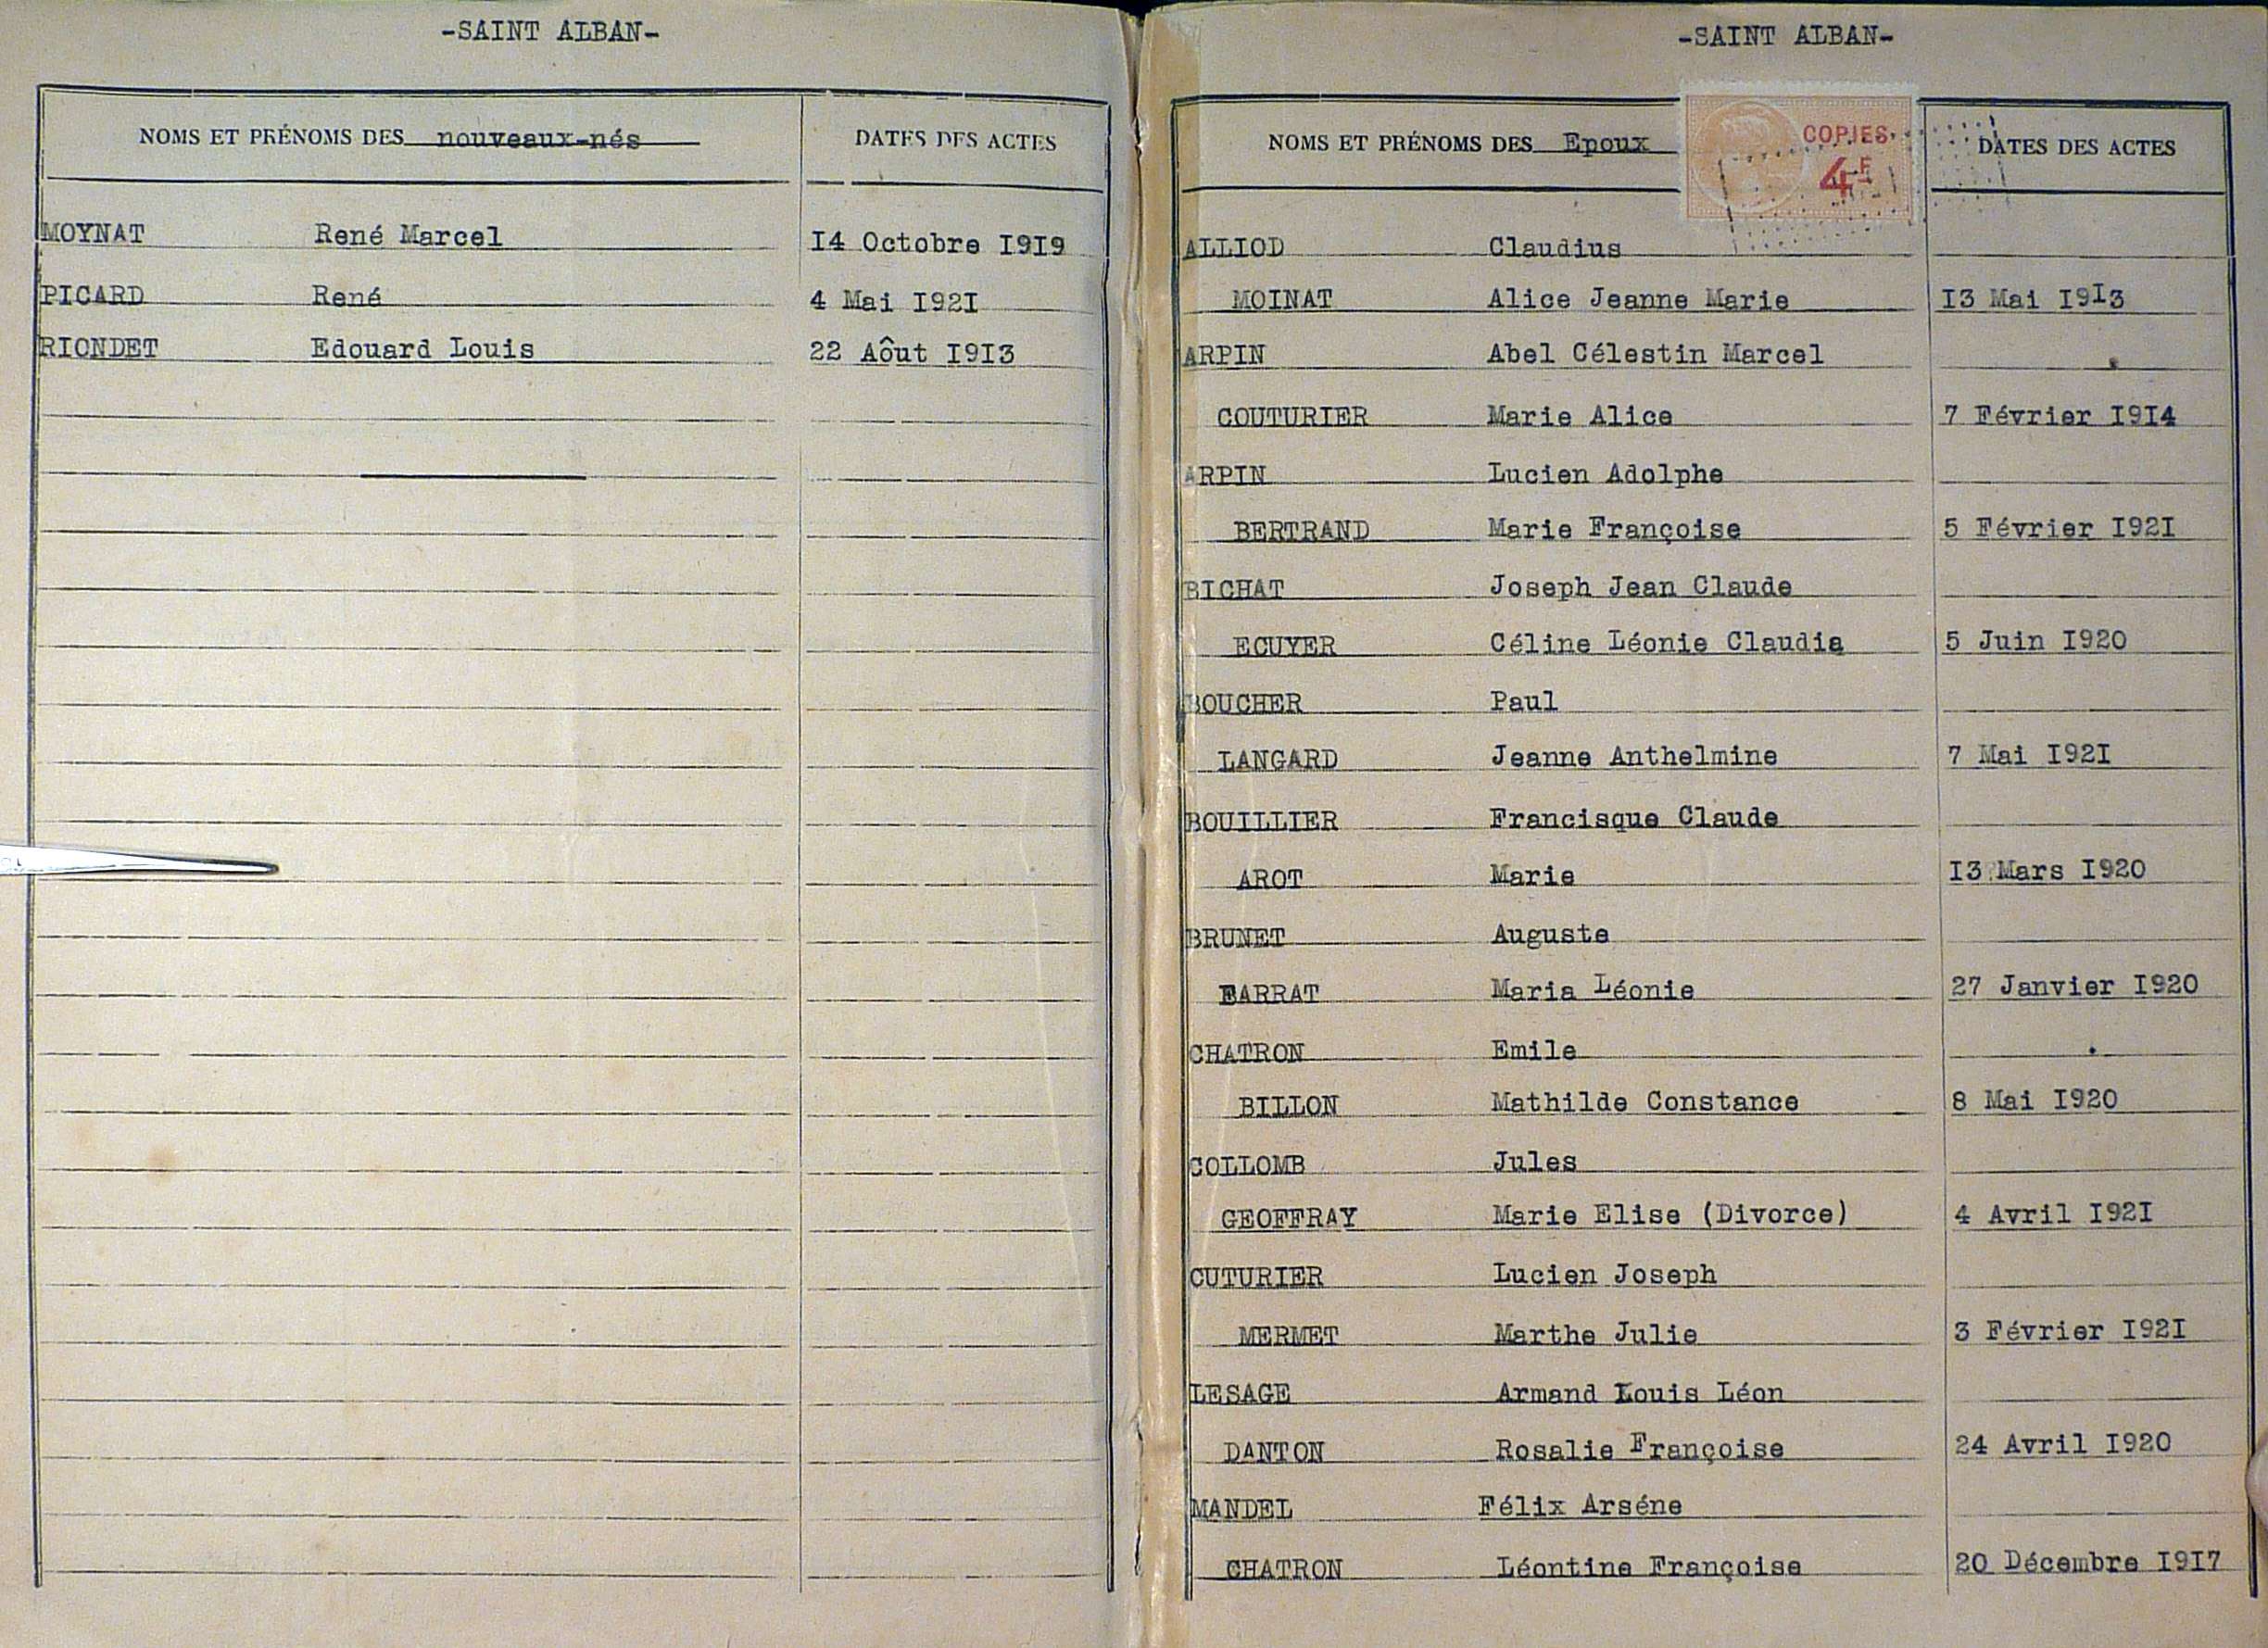 -SAINT ALBAN-
NOMS ET PRÉNOMS DES nouveaux-nés DATES DES ACTES
MOYNAT René Marcel 14 Octobre 1919
PICARD René 4 Mai 1921
RIONDET Edouard Louis 22 Aôut 1913
-SAINT ALBAN-
NOMS ET PRÉNOMS DES Epoux DATES DES ACTES
COPIES
4F
ALLIOD Claudius
MOINAT Alice Jeanne Marie 13 Mai 1913
ARPIN Abel Célestin Marcel
COUTURIER Marie Alice 7 Février 1914
ARPIN Lucien Adolphe
BERTRAND Marie Françoise 5 Février 1921
BICHAT Joseph Jean Claude
ECUYER Céline Léonie Claudia 5 Juin 1920
BOUCHER Paul
LANGARD Jeanne Anthelmine 7 Mai 1921
BOUILLIER Francisque Claude
AROT Marie 13 Mars 1920
BRUNET Auguste
Maria Léonie 27 Janvier 1920
CHATRON Emile
BILLON Mathilde Constance 8 Mai 1920
COLLOMB Jules
GEOFFRAY Marie Elise (Divorce) 4 Avril 1921
CUTURIER Lucien Joseph
MERMET Marthe Julie 3 Février 1921
LESAGE Armand Louis Léon
DANTON Rosalie Françoise 24 Avril 1920
MANDEL Félix Arséne
CHATRON Léontine Françoise 20 Décembre 1917